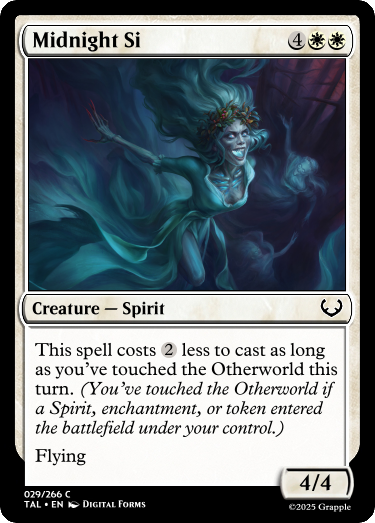 Midnight Si 4
Creature — Spirit
This spell costs 2 less to cast as long
as you've touched the Otherworld this
turn. (You've touched the Otherworld if
a Spirit, enchantment, or token entered
the battlefield under your control.)
Flying
4/4
029/266 C
TAL • EN Digital Forms
©2025 Grapple